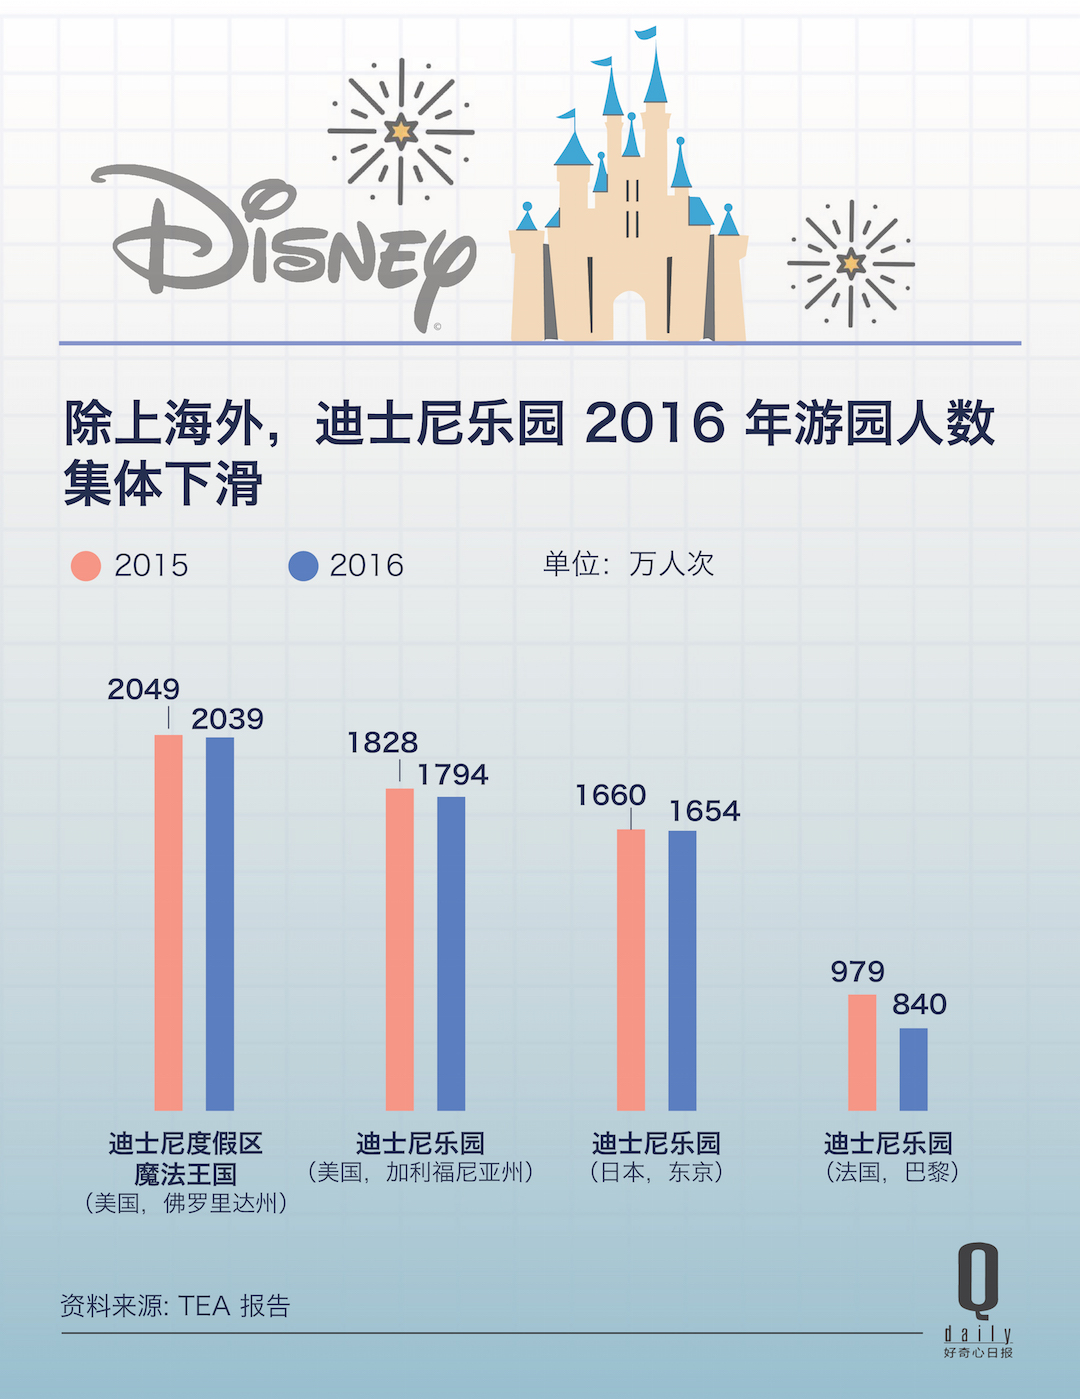 DISNEY
©
除上海外，迪士尼乐园 2016 年游园人数
集体下滑
2015
2016
单位：万人次
2049
2039
1828
1794
1660
1654
979
840
迪士尼度假区
魔法王国
（美国，佛罗里达州）
迪士尼乐园
（美国，加利福尼亚州）
迪士尼乐园
（日本，东京）
迪士尼乐园
（法国，巴黎）
资料来源: TEA 报告
Q
daily
好奇心日报